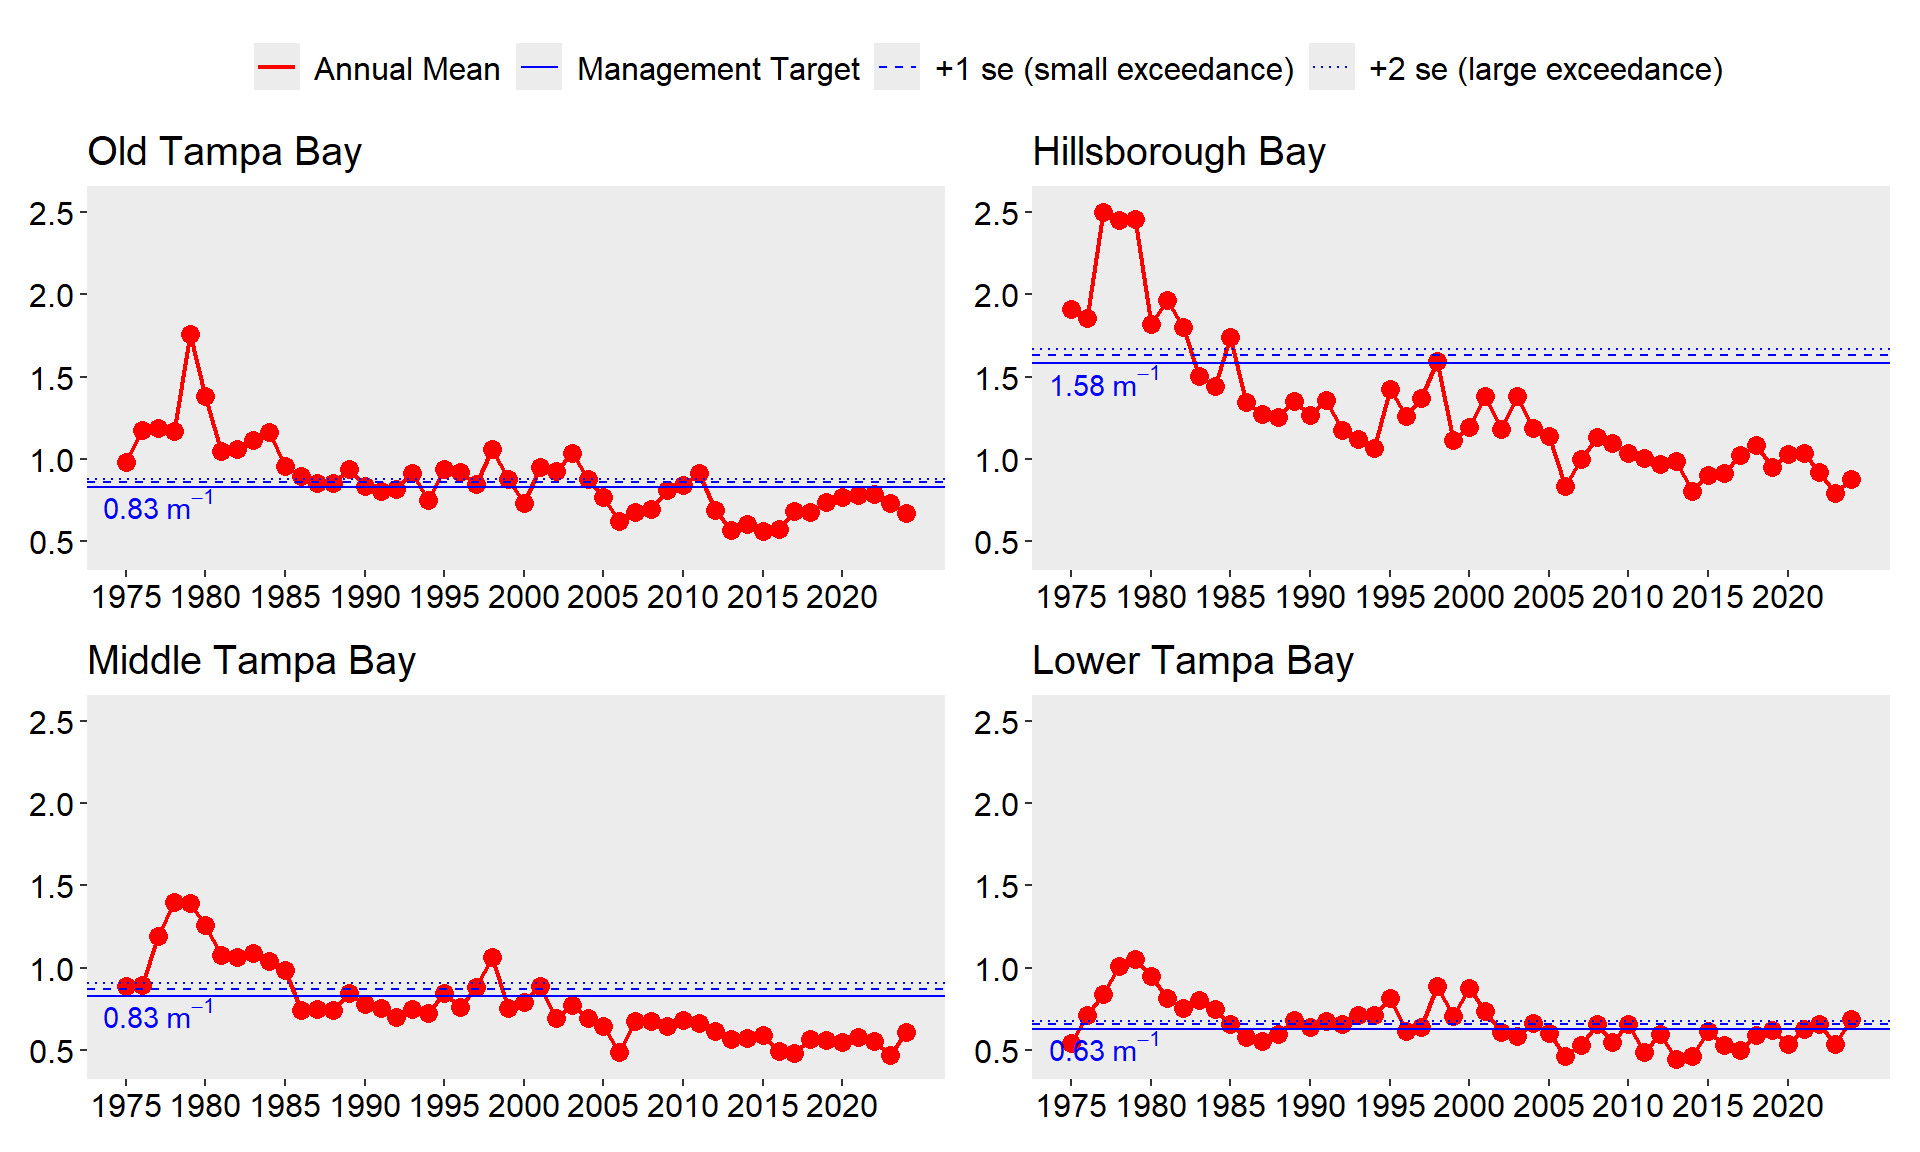 Annual Mean Management Target +1 se (small exceedance) +2 se (large exceedance)
Old Tampa Bay
2.5
2.0
1.5
1.0
0.5
0.83 m⁻¹
1975 1980 1985 1990 1995 2000 2005 2010 2015 2020
Hillsborough Bay
2.5
2.0
1.5
1.0
0.5
1.58 m⁻¹
1975 1980 1985 1990 1995 2000 2005 2010 2015 2020
Middle Tampa Bay
2.5
2.0
1.5
1.0
0.5
0.83 m⁻¹
1975 1980 1985 1990 1995 2000 2005 2010 2015 2020
Lower Tampa Bay
2.5
2.0
1.5
1.0
0.5
0.63 m⁻¹
1975 1980 1985 1990 1995 2000 2005 2010 2015 2020